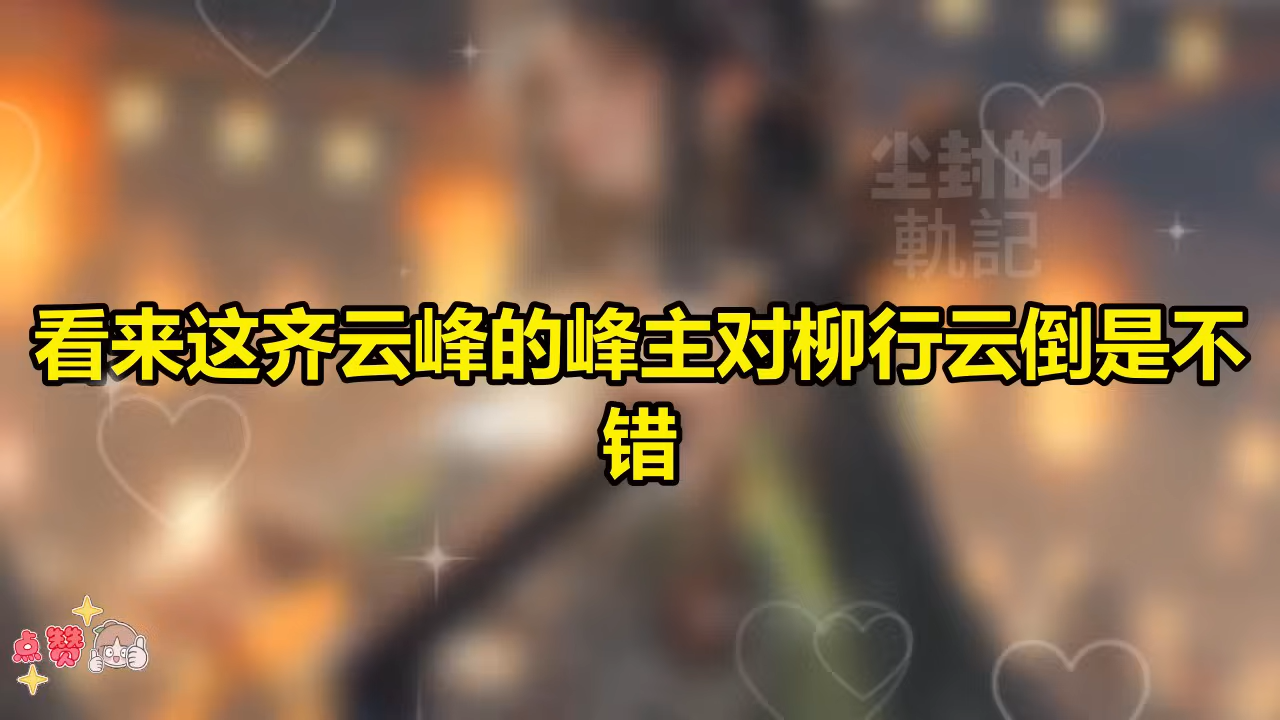 尘封的
軌記
看来这齐云峰的峰主对柳行云倒是不
错
点赞